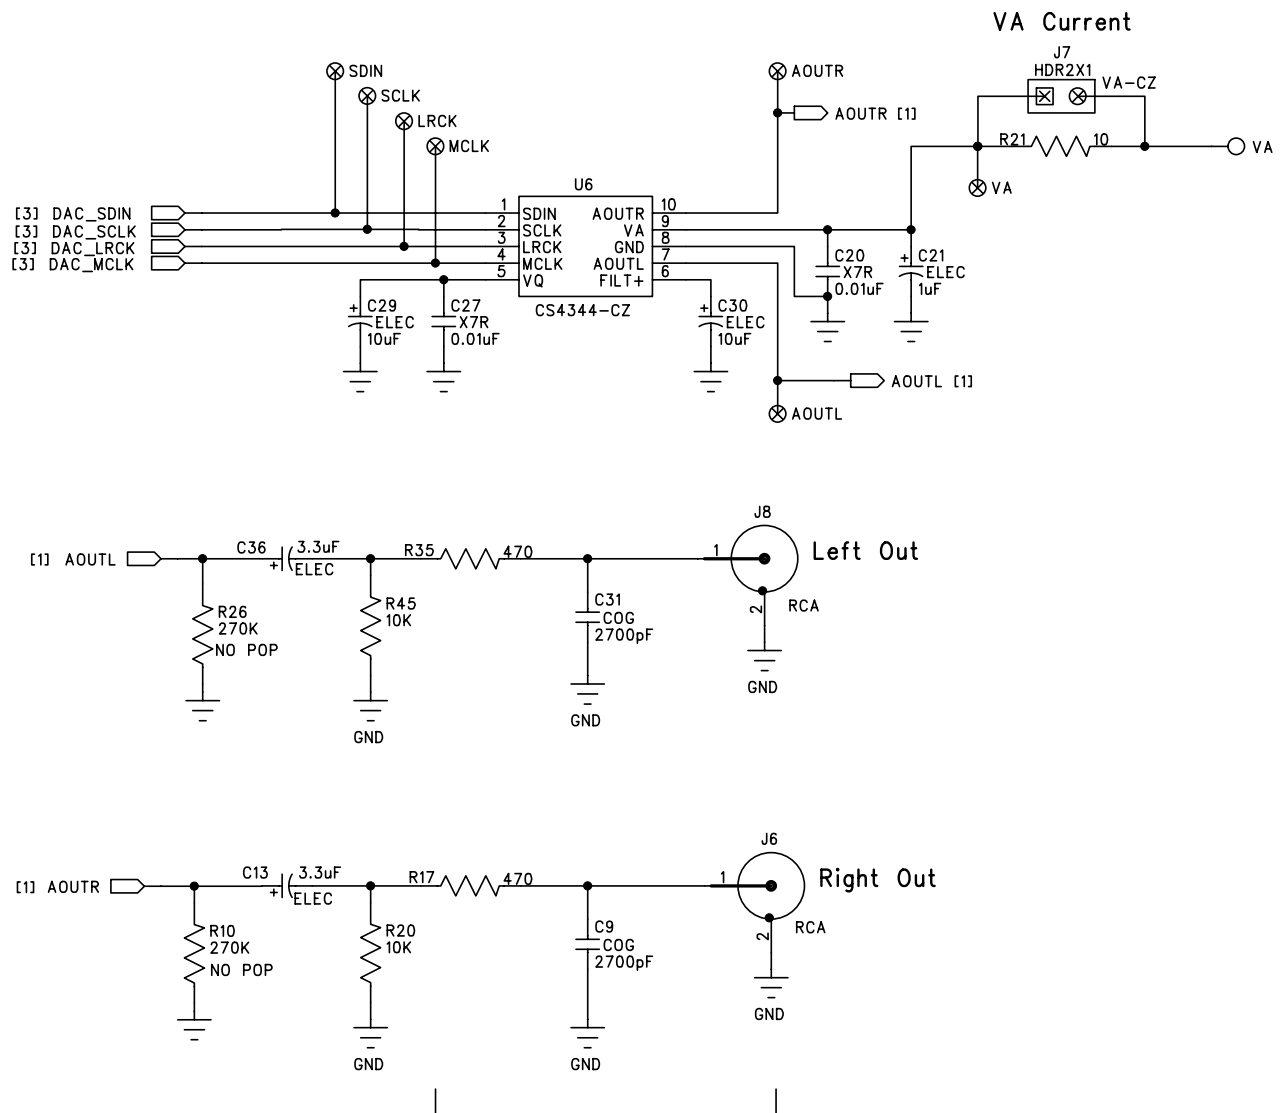 VA Current
J7
HDR2X1
VA-CZ
SDIN
SCLK
LRCK
MCLK
AOUTR
AOUTR [1]
R21 10
VA
VA
U6
[3] DAC_SDIN 1 SDIN AOUTR 10
[3] DAC_SCLK 2 SCLK VA 9
[3] DAC_LRCK 3 LRCK GND 8
[3] DAC_MCLK 4 MCLK AOUTL 7
5 VQ FILT+ 6
CS4344-CZ
C20
X7R
0.01uF
+ C21
ELEC
1uF
+ C29
ELEC
10uF
C27
X7R
0.01uF
+ C30
ELEC
10uF
AOUTL [1]
AOUTL
[1] AOUTL
C36 3.3uF
+ ELEC
R35 470
J8
1
Left Out
2
RCA
GND
R26
270K
NO POP
R45
10K
GND
C31
COG
2700pF
GND
[1] AOUTR
C13 3.3uF
+ ELEC
R17 470
J6
1
Right Out
2
RCA
GND
R10
270K
NO POP
R20
10K
GND
C9
COG
2700pF
GND